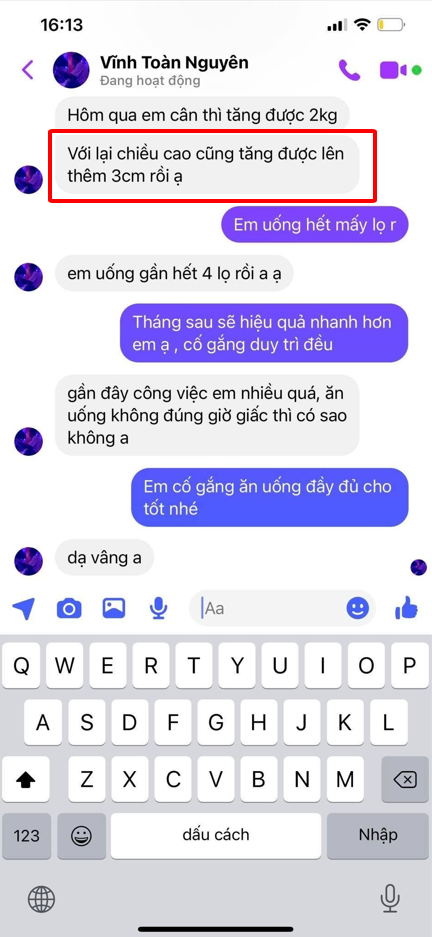 16:13
Vĩnh Toàn Nguyên
Đang hoạt động
Hôm qua em cân thì tăng được 2kg
Với lại chiều cao cũng tăng được lên
thêm 3cm rồi ạ
Em uống hết mấy lọ r
em uống gần hết 4 lọ rồi a ạ
Tháng sau sẽ hiệu quả nhanh hơn
em ạ , cố gắng duy trì đều
gần đây công việc em nhiều quá, ăn
uống không đúng giờ giấc thì có sao
không a
Em cố gắng ăn uống đầy đủ cho
tốt nhé
dạ vâng a
Aa
Q W E R T Y U I O P
A S D F G H J K L
Z X C V B N M
123 dấu cách Nhập